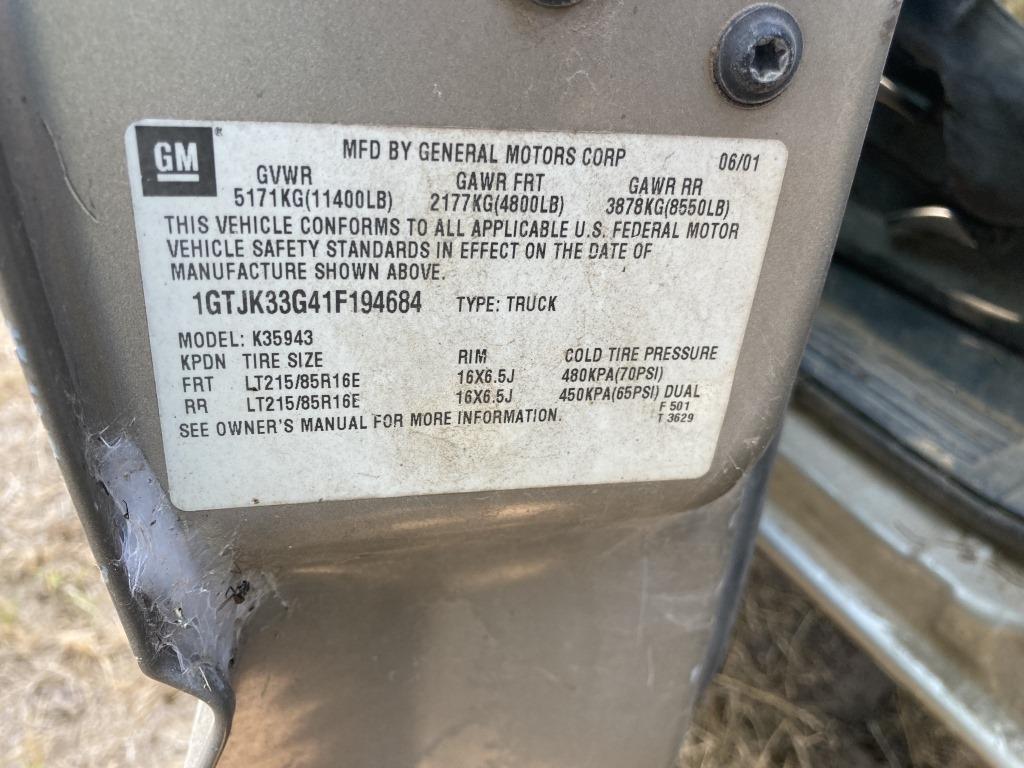 GM ® MFD BY GENERAL MOTORS CORP 06/01
GVWR GAWR FRT GAWR RR
5171KG(11400LB) 2177KG(4800LB) 3878KG(8550LB)
THIS VEHICLE CONFORMS TO ALL APPLICABLE U.S. FEDERAL MOTOR
VEHICLE SAFETY STANDARDS IN EFFECT ON THE DATE OF
MANUFACTURE SHOWN ABOVE.
1GTJK33G41F194684 TYPE: TRUCK
MODEL: K35943
KPDN TIRE SIZE RIM COLD TIRE PRESSURE
FRT LT215/85R16E 16X6.5J 480KPA(70PSI)
RR LT215/85R16E 16X6.5J 450KPA(65PSI) DUAL
SEE OWNER'S MANUAL FOR MORE INFORMATION. F 501
T 3629